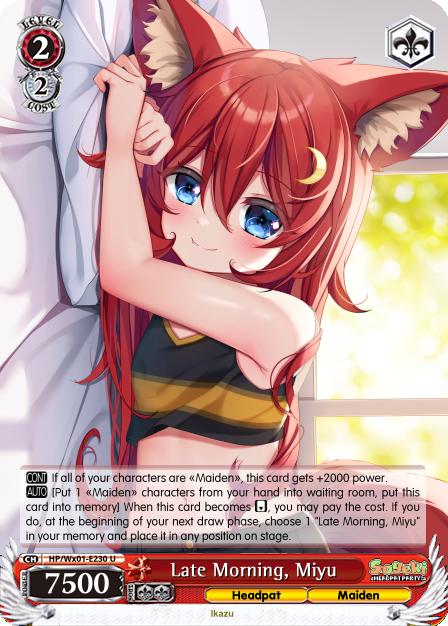 LEVEL
2
2
COST
CONT If all of your characters are «Maiden», this card gets +2000 power.
AUTO [Put 1 «Maiden» characters from your hand into waiting room, put this
card into memory] When this card becomes , you may pay the cost. If you
do, at the beginning of your next draw phase, choose 1 "Late Morning, Miyu"
in your memory and place it in any position on stage.
CH HP/Wx01-E230 U
POWER 7500 SOUL Late Morning, Miyu
Headpat Maiden
HEADPAT PARTY
Ikazu